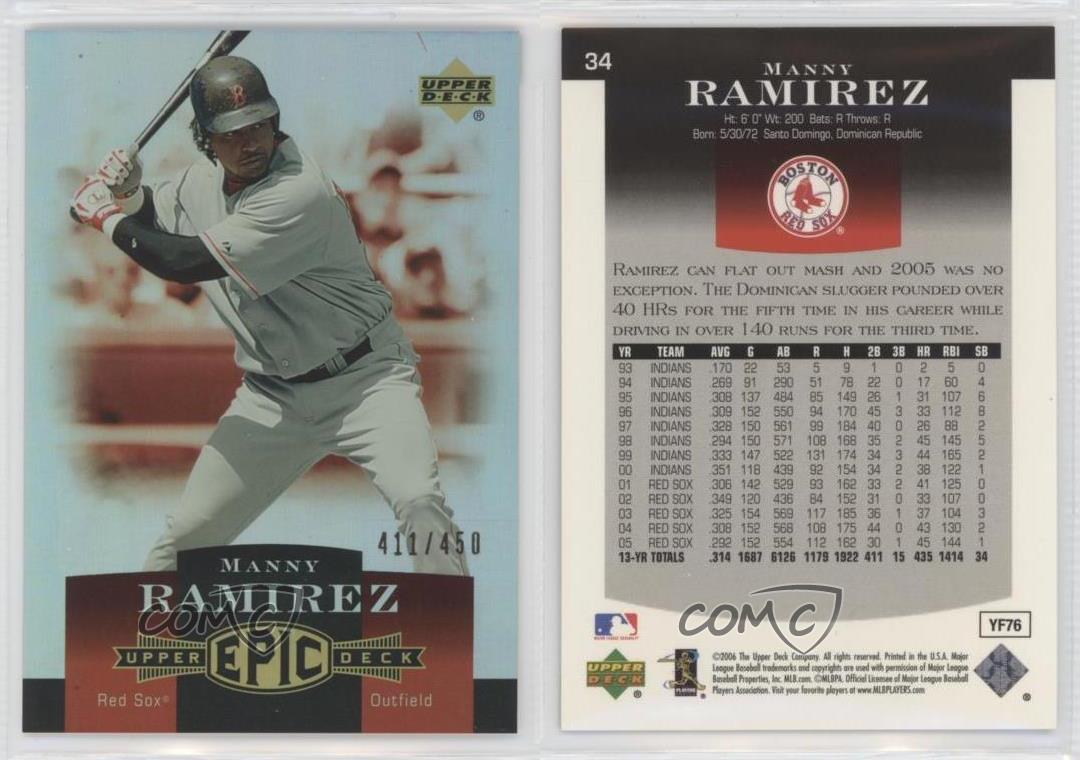 UPPER
D·E·C·K
®
B
411/450
MANNY
RAMIREZ
COMC
UPPER EPIC DECK
Red Sox® Outfield
34
MANNY
RAMIREZ
Ht: 6' 0" Wt: 200 Bats: R Throws: R
Born: 5/30/72 Santo Domingo, Dominican Republic
BOSTON
RED SOX
®
RAMIREZ CAN FLAT OUT MASH AND 2005 WAS NO
EXCEPTION. THE DOMINICAN SLUGGER POUNDED OVER
40 HRS FOR THE FIFTH TIME IN HIS CAREER WHILE
DRIVING IN OVER 140 RUNS FOR THE THIRD TIME.
YR TEAM AVG G AB R H 2B 3B HR RBI SB
93 INDIANS .170 22 53 5 9 1 0 2 5 0
94 INDIANS .269 91 290 51 78 22 0 17 60 4
95 INDIANS .308 137 484 85 149 26 1 31 107 6
96 INDIANS .309 152 550 94 170 45 3 33 112 8
97 INDIANS .328 150 561 99 184 40 0 26 88 2
98 INDIANS .294 150 571 108 168 35 2 45 145 5
99 INDIANS .333 147 522 131 174 34 3 44 165 2
00 INDIANS .351 118 439 92 154 34 2 38 122 1
01 RED SOX .306 142 529 93 162 33 2 41 125 0
02 RED SOX .349 120 436 84 152 31 0 33 107 0
03 RED SOX .325 154 569 117 185 36 1 37 104 3
04 RED SOX .308 152 568 108 175 44 0 43 130 2
05 RED SOX .292 152 554 112 162 30 1 45 144 1
13-YR TOTALS .314 1687 6126 1179 1922 411 15 435 1414 34
COMC
MAJOR LEAGUE BASEBALL
YF76
UPPER
DECK
®
PLAYERS
©2006 The Upper Deck Company. All rights reserved. Printed in the U.S.A. Major
League Baseball trademarks and copyrights are used with permission of Major League
Baseball Properties, Inc. MLB.com. ©MLBPA. Official Licensee of Major League Baseball
Players Association. Visit your favorite players at www.MLBPLAYERS.com
®